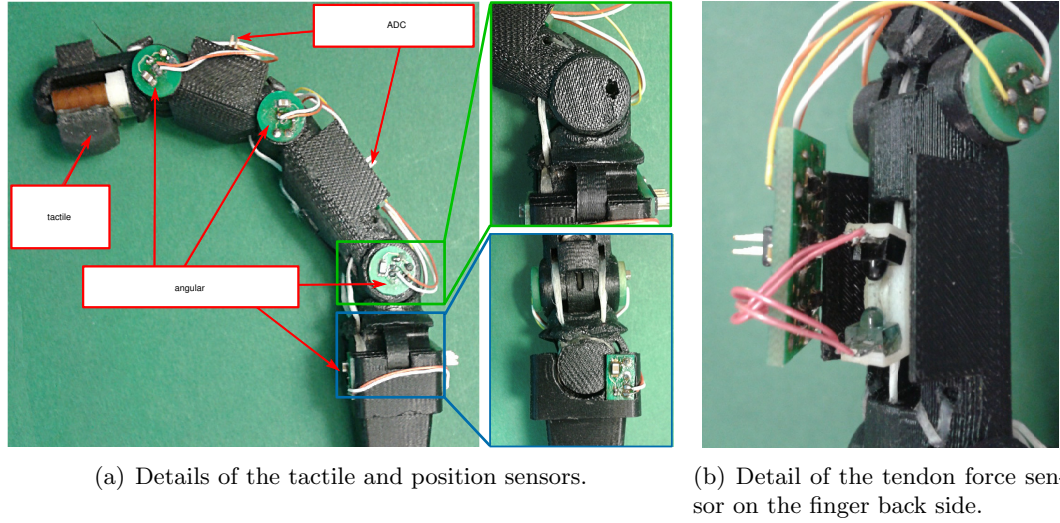 ADC
tactile
angular
(a) Details of the tactile and position sensors.
(b) Detail of the tendon force sen-
sor on the finger back side.